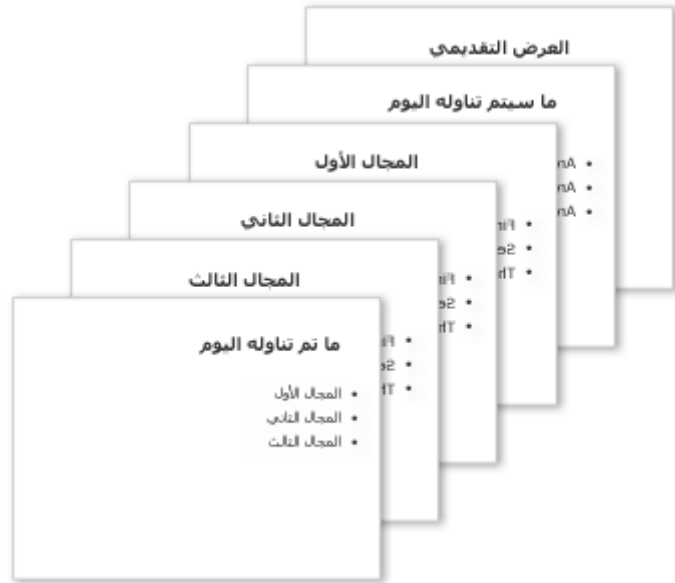 العرض التقديمي
ما سيتم تناوله اليوم
المجال الأول
المجال الثاني
المجال الثالث
ما تم تناوله اليوم
• المجال الأول
• المجال الثاني
• المجال الثالث